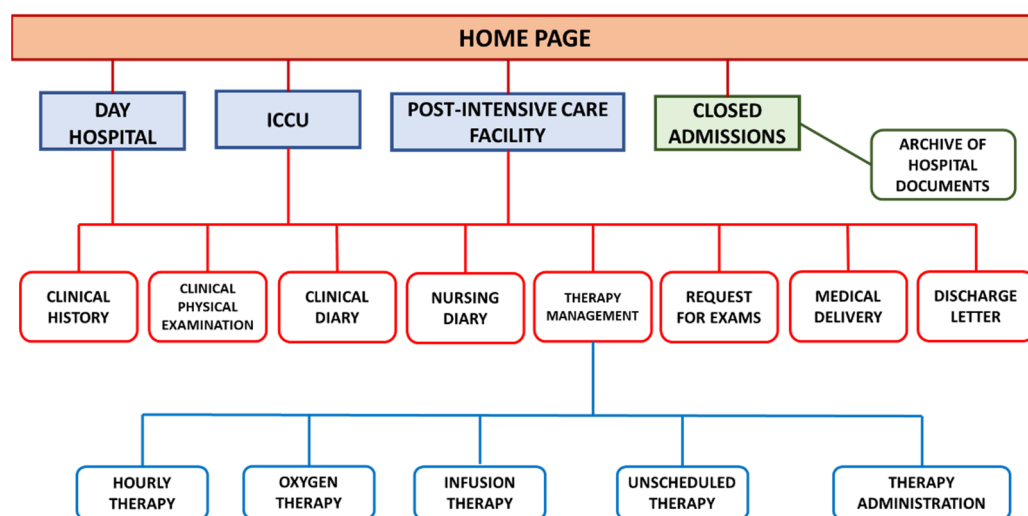 HOME PAGE
DAY
HOSPITAL
ICCU
POST-INTENSIVE CARE
FACILITY
CLOSED
ADMISSIONS
ARCHIVE OF
HOSPITAL
DOCUMENTS
CLINICAL
HISTORY
CLINICAL
PHYSICAL
EXAMINATION
CLINICAL
DIARY
NURSING
DIARY
THERAPY
MANAGEMENT
REQUEST
FOR EXAMS
MEDICAL
DELIVERY
DISCHARGE
LETTER
HOURLY
THERAPY
OXYGEN
THERAPY
INFUSION
THERAPY
UNSCHEDULED
THERAPY
THERAPY
ADMINISTRATION